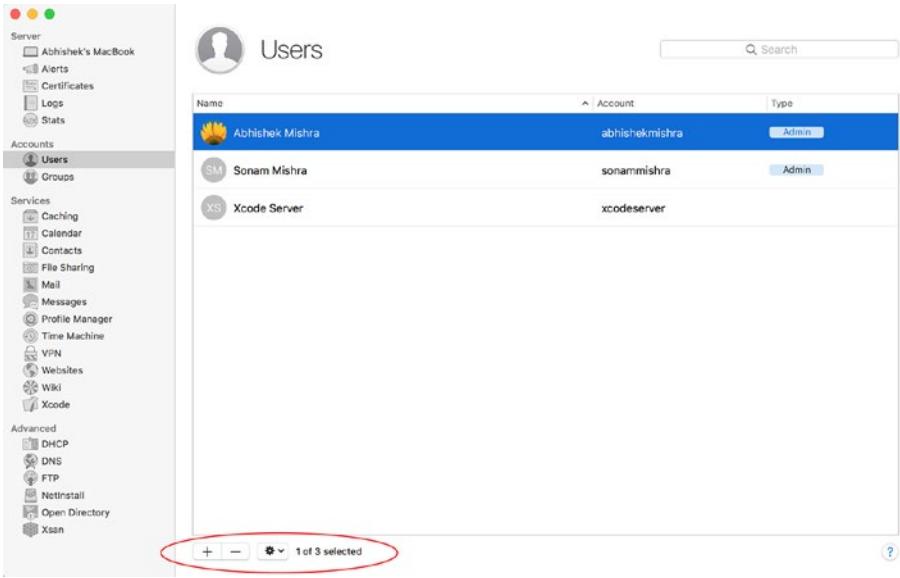 Server
Abhishek's MacBook
Alerts
Certificates
Logs
Stats
Accounts
Users
Groups
Services
Caching
17 Calendar
Contacts
File Sharing
Mail
Messages
Profile Manager
Time Machine
VPN
Websites
Wiki
Xcode
Advanced
DHCP
DNS
FTP
NetInstall
Open Directory
Xsan
Users
Search
Name Account Type
Abhishek Mishra abhishekmishra Admin
SM Sonam Mishra sonammishra Admin
XS Xcode Server xcodeserver
+ − 1 of 3 selected ?